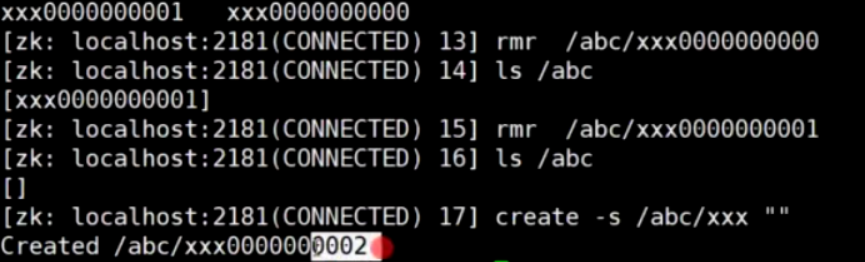 xxx0000000001   xxx0000000000
[zk: localhost:2181(CONNECTED) 13] rmr  /abc/xxx0000000000
[zk: localhost:2181(CONNECTED) 14] ls /abc
[xxx0000000001]
[zk: localhost:2181(CONNECTED) 15] rmr  /abc/xxx0000000001
[zk: localhost:2181(CONNECTED) 16] ls /abc
[]
[zk: localhost:2181(CONNECTED) 17] create -s /abc/xxx ""
Created /abc/xxx0000000002